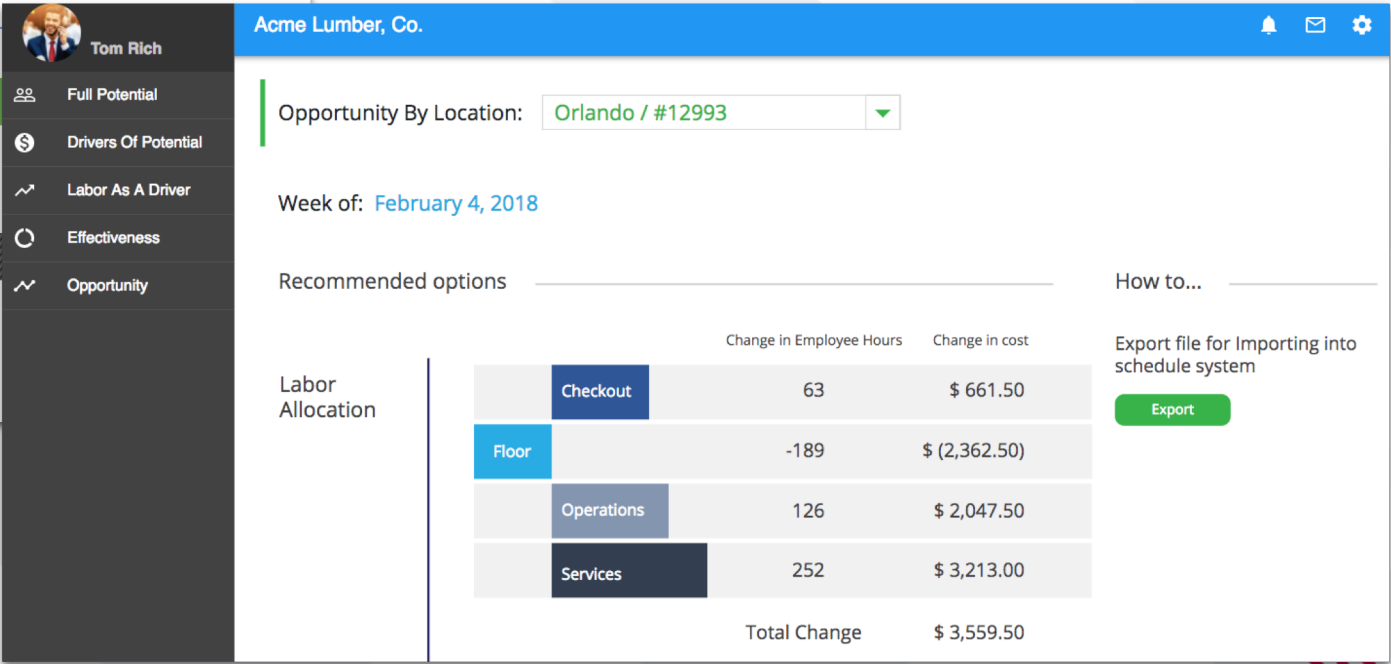 Tom Rich
Acme Lumber, Co.
Full Potential
Drivers Of Potential
Labor As A Driver
Effectiveness
Opportunity
Opportunity By Location: Orlando / #12993
Week of: February 4, 2018
Recommended options
Change in Employee Hours Change in cost
Labor
Allocation
Checkout 63 $ 661.50
Floor -189 $ (2,362.50)
Operations 126 $ 2,047.50
Services 252 $ 3,213.00
Total Change $ 3,559.50
How to...
Export file for Importing into
schedule system
Export